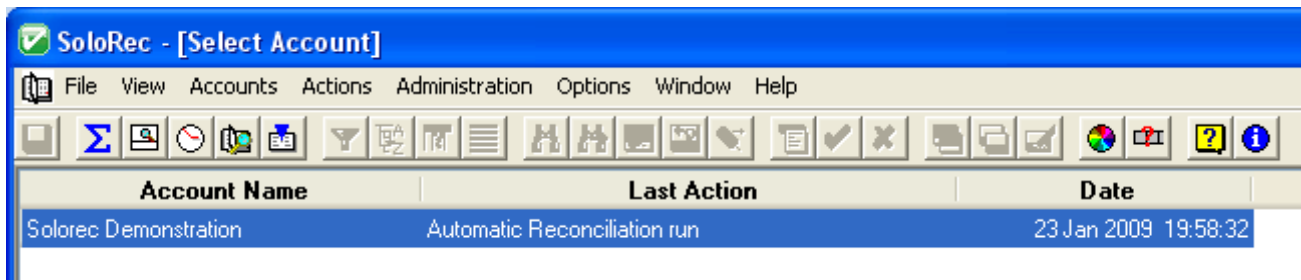 SoloRec - [Select Account]
File View Accounts Actions Administration Options Window Help
Account Name Last Action Date
Solorec Demonstration Automatic Reconciliation run 23 Jan 2009 19:58:32